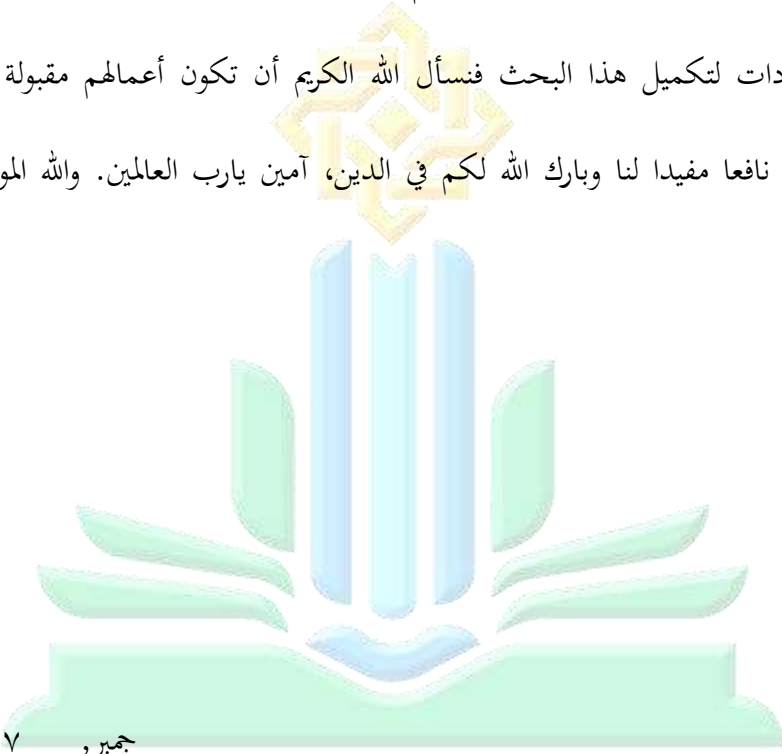 دات لتكميل هذا البحث فنسأل الله الكريم أن تكون أعمالهم مقبولة
نافعا مفيدا لنا وبارك الله لكم في الدين، آمين يارب العالمين. والله المو
جمبر, ٧